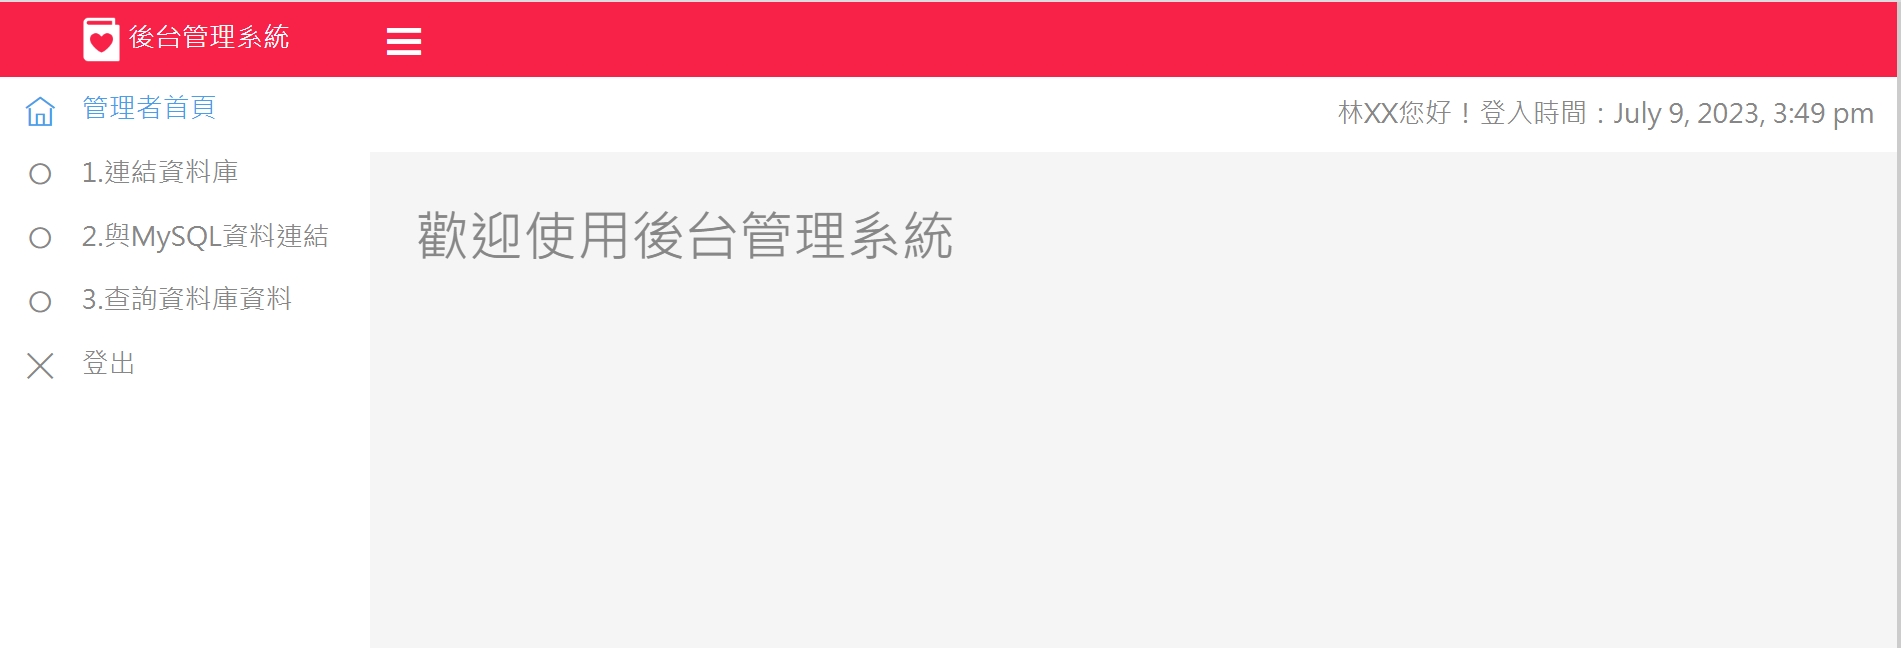 後台管理系統
管理者首頁
林XX您好！登入時間：July 9, 2023, 3:49 pm
1.連結資料庫
2.與MySQL資料連結
3.查詢資料庫資料
登出
歡迎使用後台管理系統